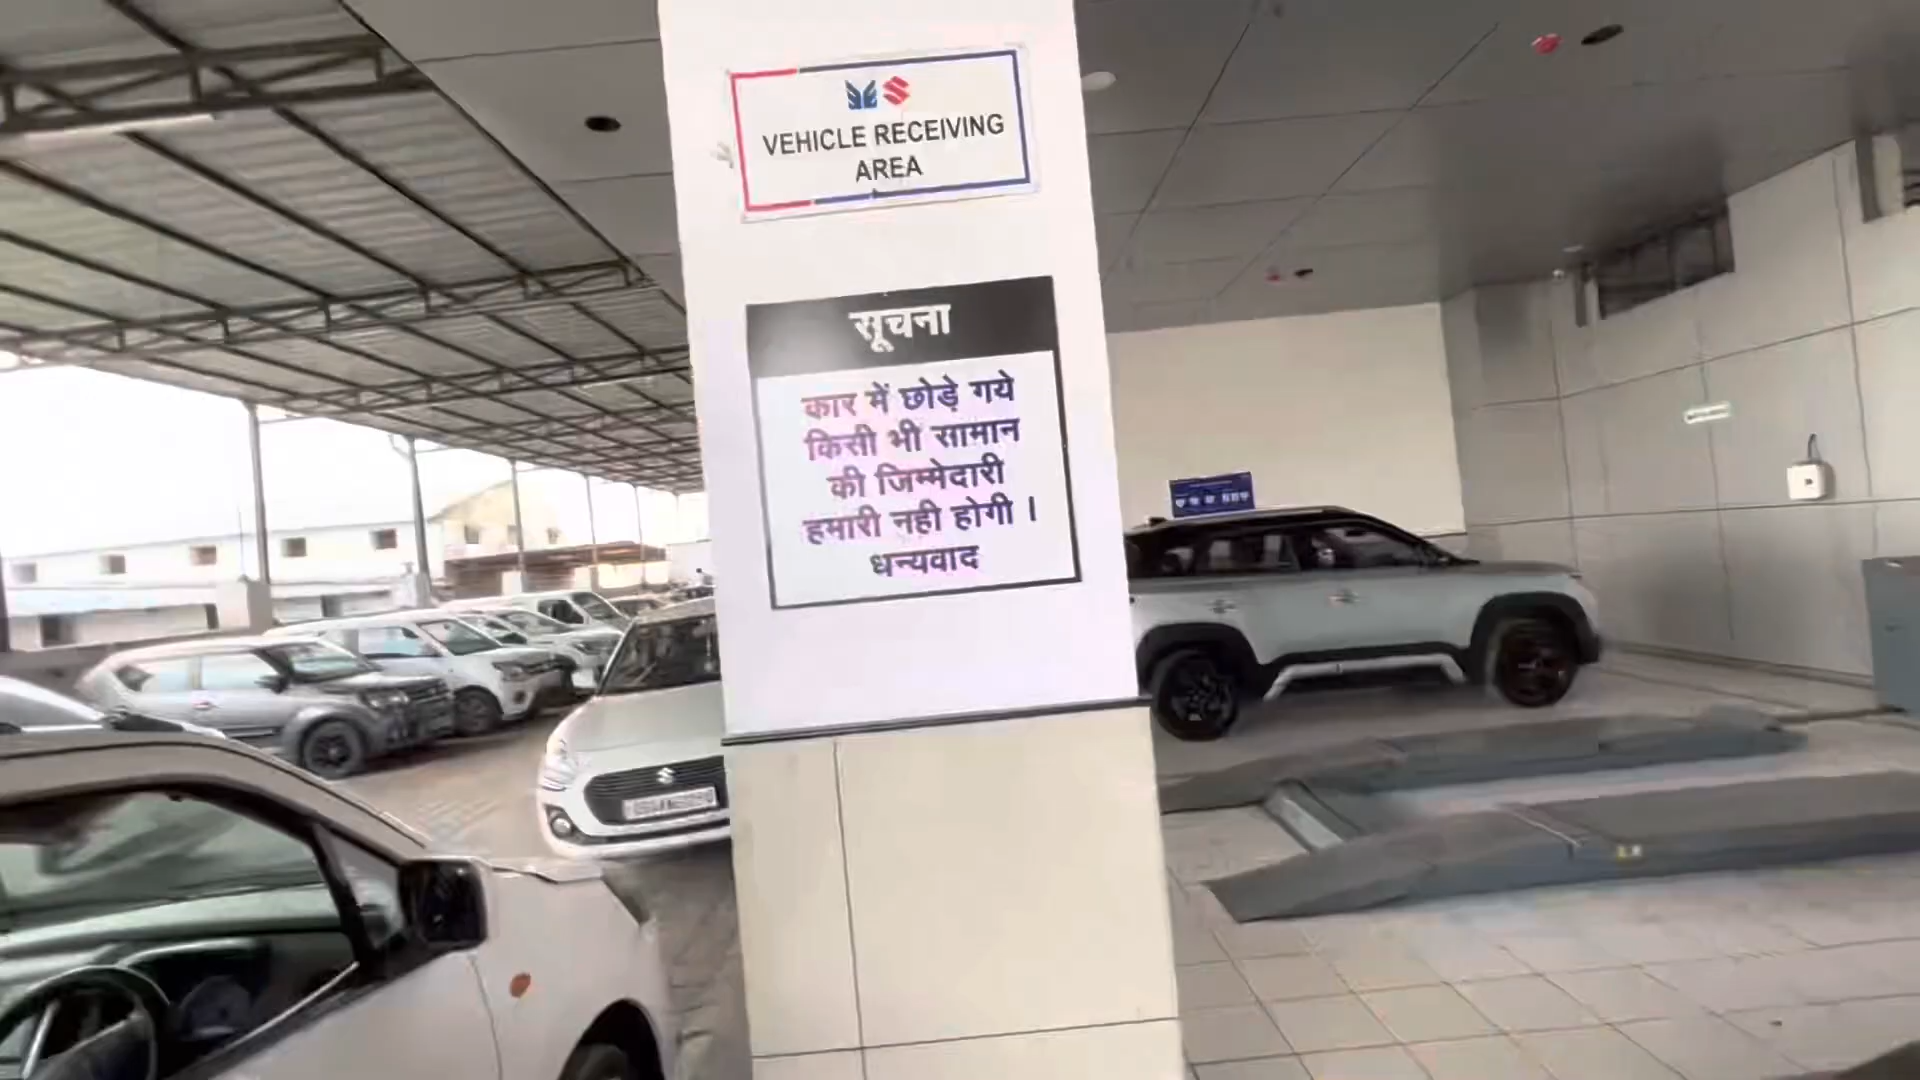 VEHICLE RECEIVING
AREA
सूचना
कार में छोड़े गये
किसी भी सामान
की जिम्मेदारी
हमारी नही होगी ।
धन्यवाद